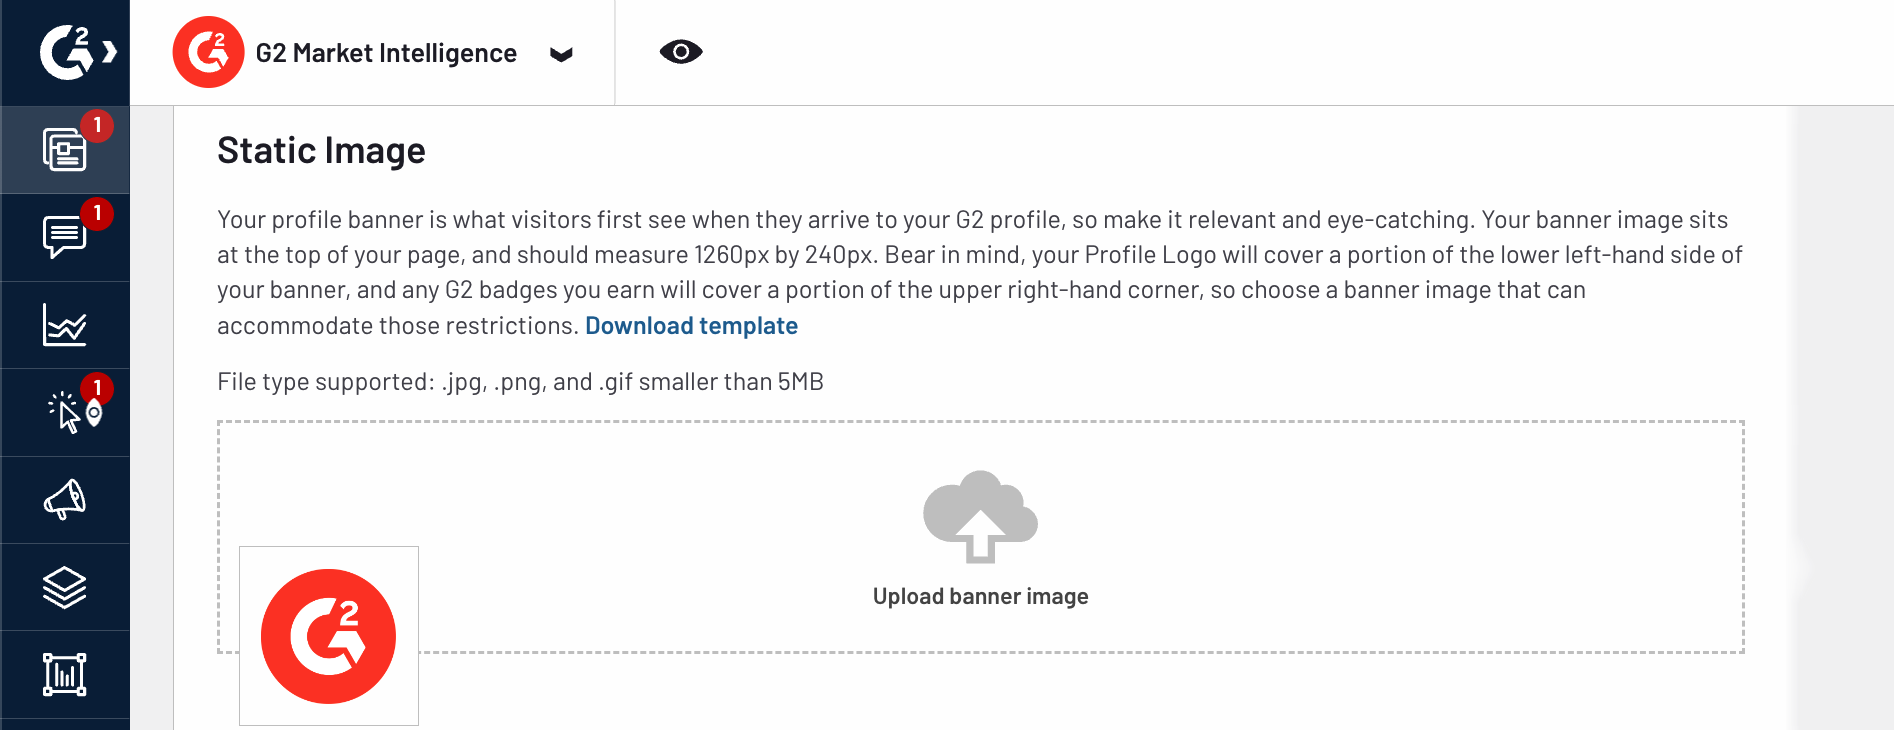 G2
G2 Market Intelligence
1
1
1
Static Image
Your profile banner is what visitors first see when they arrive to your G2 profile, so make it relevant and eye-catching. Your banner image sits
at the top of your page, and should measure 1260px by 240px. Bear in mind, your Profile Logo will cover a portion of the lower left-hand side of
your banner, and any G2 badges you earn will cover a portion of the upper right-hand corner, so choose a banner image that can
accommodate those restrictions. Download template
File type supported: .jpg, .png, and .gif smaller than 5MB
Upload banner image
G2